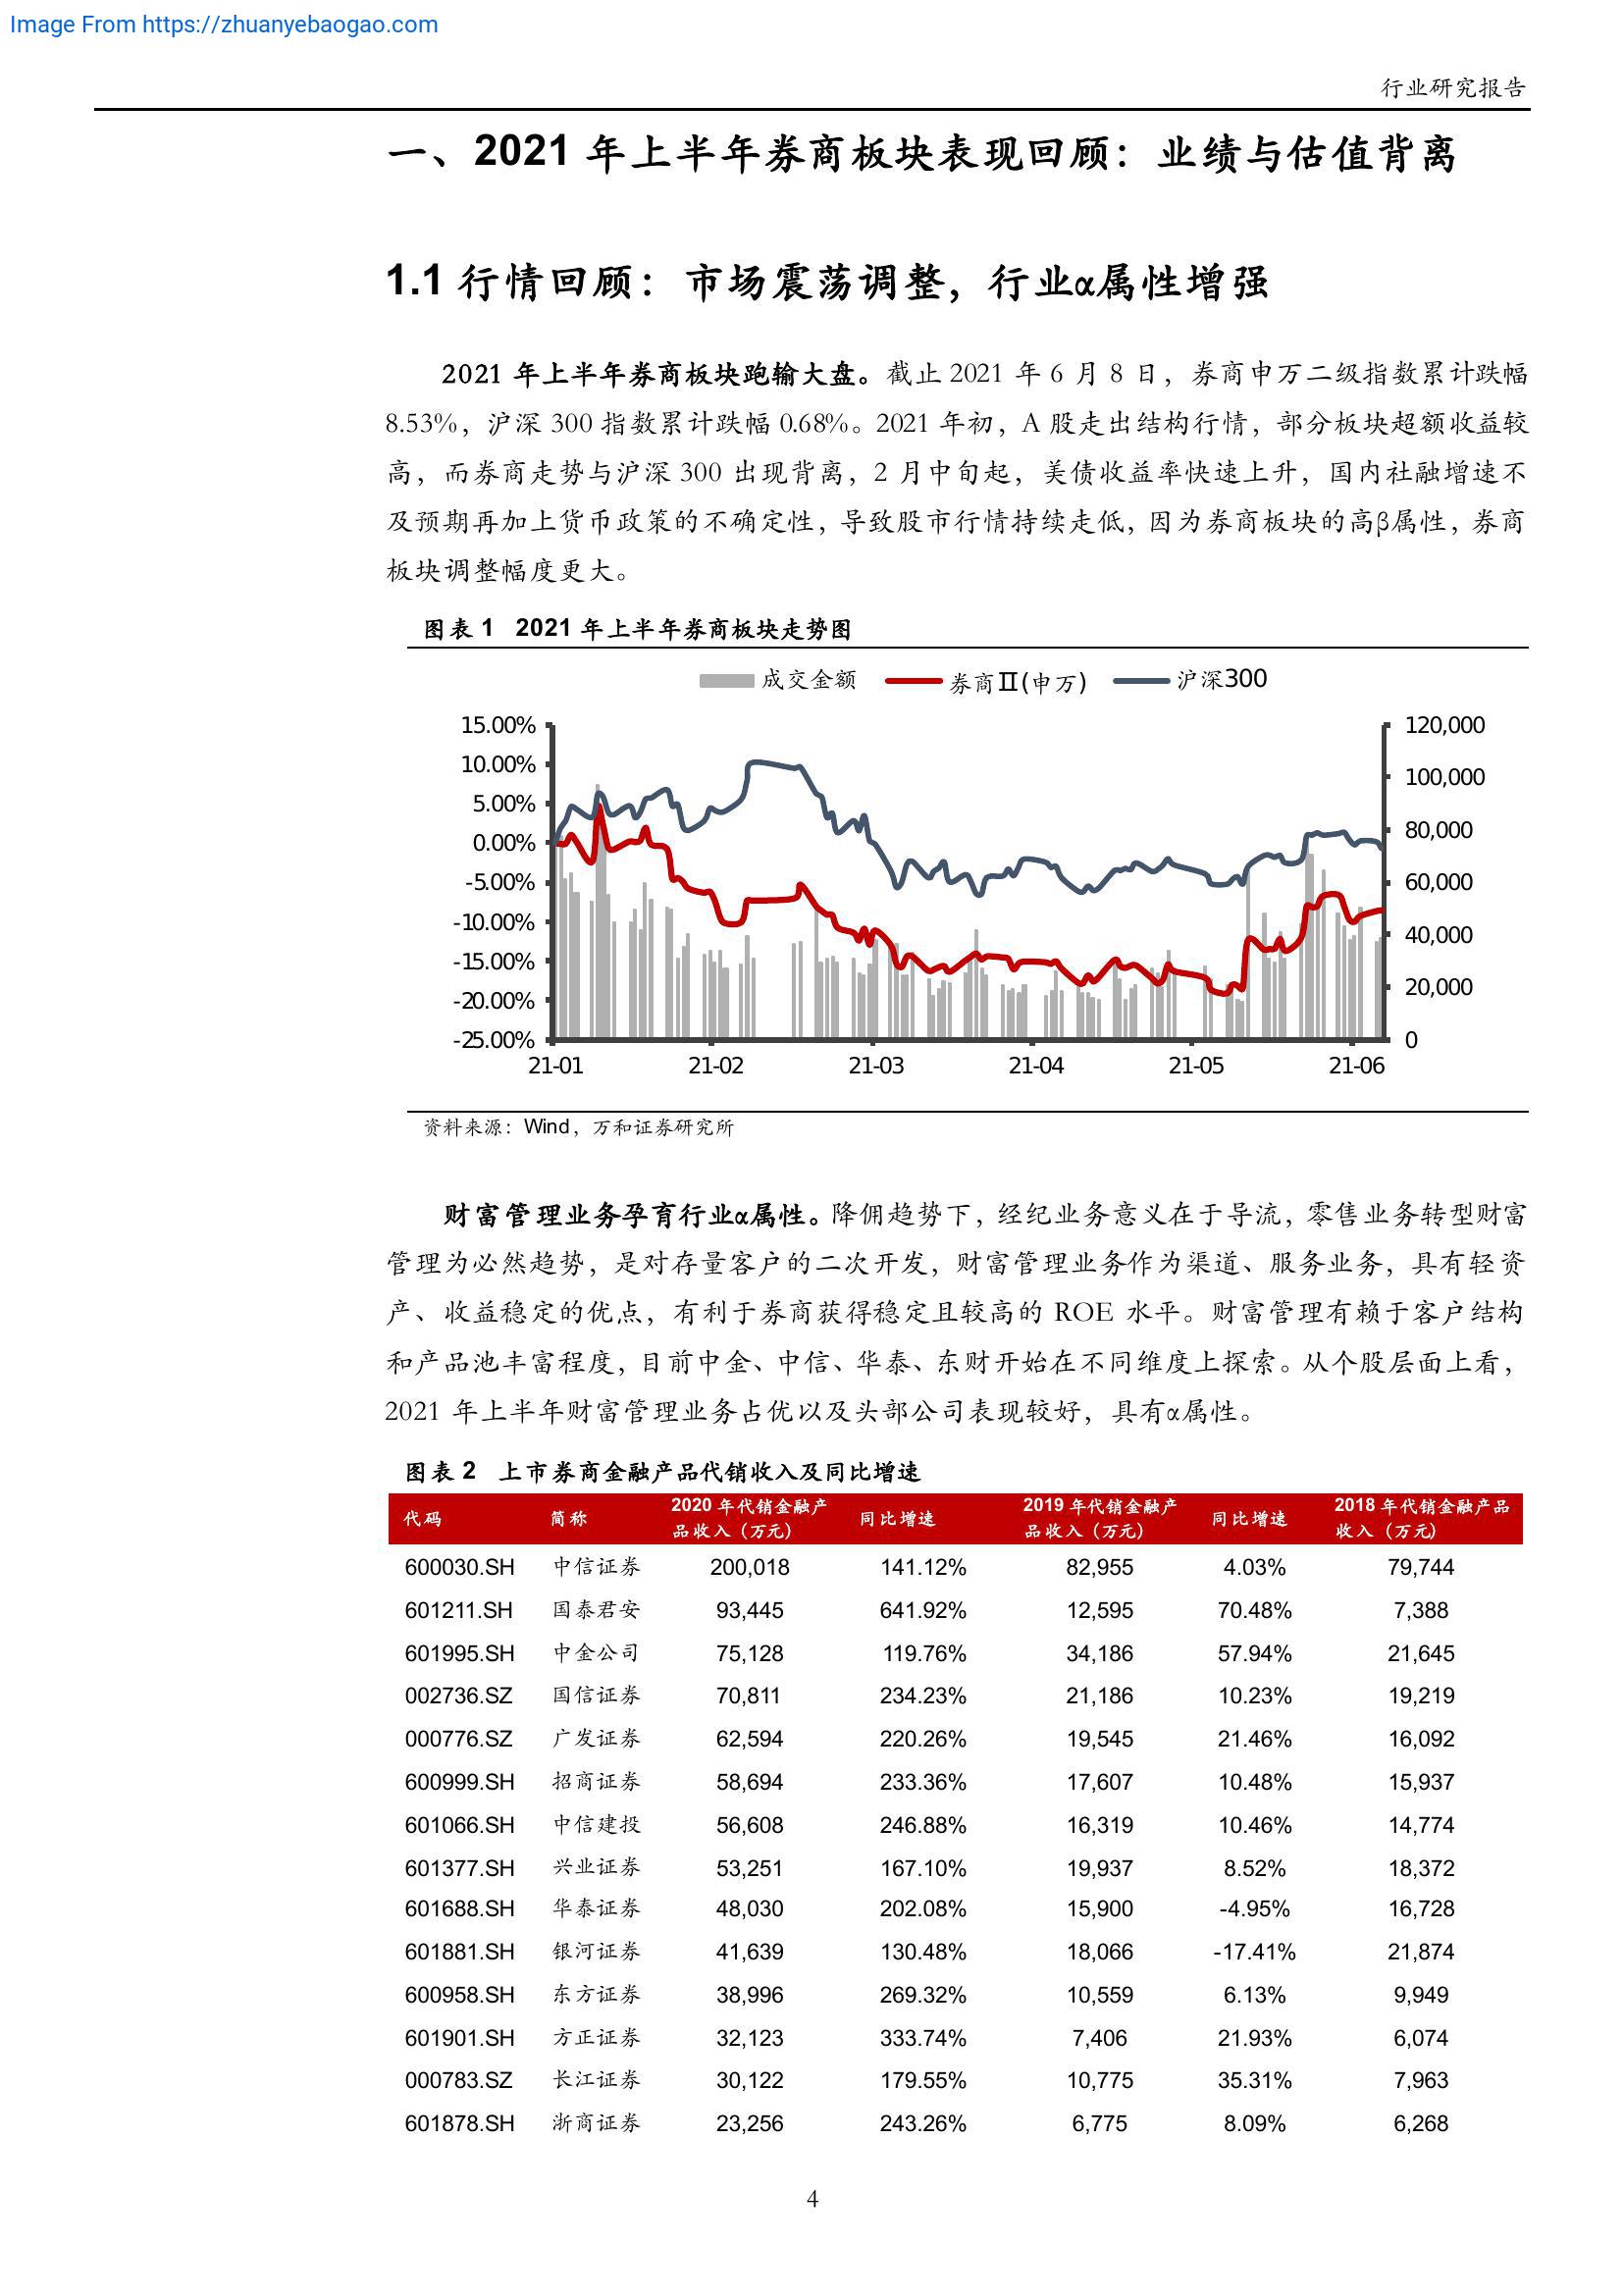 Image From https://zhuanyebaogao.com
行业研究报告
一、2021 年上半年券商板块表现回顾：业绩与估值背离
1.1 行情回顾：市场震荡调整，行业α属性增强
2021 年上半年券商板块跑输大盘。截止 2021 年 6 月 8 日，券商申万二级指数累计跌幅
8.53%，沪深 300 指数累计跌幅 0.68%。2021 年初，A 股走出结构行情，部分板块超额收益较
高，而券商走势与沪深 300 出现背离，2 月中旬起，美债收益率快速上升，国内社融增速不
及预期再加上货币政策的不确定性，导致股市行情持续走低，因为券商板块的高β属性，券商
板块调整幅度更大。
图表 1 2021 年上半年券商板块走势图
成交金额 券商Ⅱ(申万) 沪深300
15.00% 120,000
10.00% 100,000
5.00%
0.00% 80,000
-5.00% 60,000
-10.00% 40,000
-15.00%
-20.00% 20,000
-25.00% 0
21-01 21-02 21-03 21-04 21-05 21-06
资料来源：Wind，万和证券研究所
财富管理业务孕育行业α属性。降佣趋势下，经纪业务意义在于导流，零售业务转型财富
管理为必然趋势，是对存量客户的二次开发，财富管理业务作为渠道、服务业务，具有轻资
产、收益稳定的优点，有利于券商获得稳定且较高的 ROE 水平。财富管理有赖于客户结构
和产品池丰富程度，目前中金、中信、华泰、东财开始在不同维度上探索。从个股层面上看，
2021 年上半年财富管理业务占优以及头部公司表现较好，具有α属性。
图表 2 上市券商金融产品代销收入及同比增速
代码 简称 2020 年代销金融产品收入（万元） 同比增速 2019 年代销金融产品收入（万元） 同比增速 2018 年代销金融产品收入（万元）
600030.SH 中信证券 200,018 141.12% 82,955 4.03% 79,744
601211.SH 国泰君安 93,445 641.92% 12,595 70.48% 7,388
601995.SH 中金公司 75,128 119.76% 34,186 57.94% 21,645
002736.SZ 国信证券 70,811 234.23% 21,186 10.23% 19,219
000776.SZ 广发证券 62,594 220.26% 19,545 21.46% 16,092
600999.SH 招商证券 58,694 233.36% 17,607 10.48% 15,937
601066.SH 中信建投 56,608 246.88% 16,319 10.46% 14,774
601377.SH 兴业证券 53,251 167.10% 19,937 8.52% 18,372
601688.SH 华泰证券 48,030 202.08% 15,900 -4.95% 16,728
601881.SH 银河证券 41,639 130.48% 18,066 -17.41% 21,874
600958.SH 东方证券 38,996 269.32% 10,559 6.13% 9,949
601901.SH 方正证券 32,123 333.74% 7,406 21.93% 6,074
000783.SZ 长江证券 30,122 179.55% 10,775 35.31% 7,963
601878.SH 浙商证券 23,256 243.26% 6,775 8.09% 6,268
4